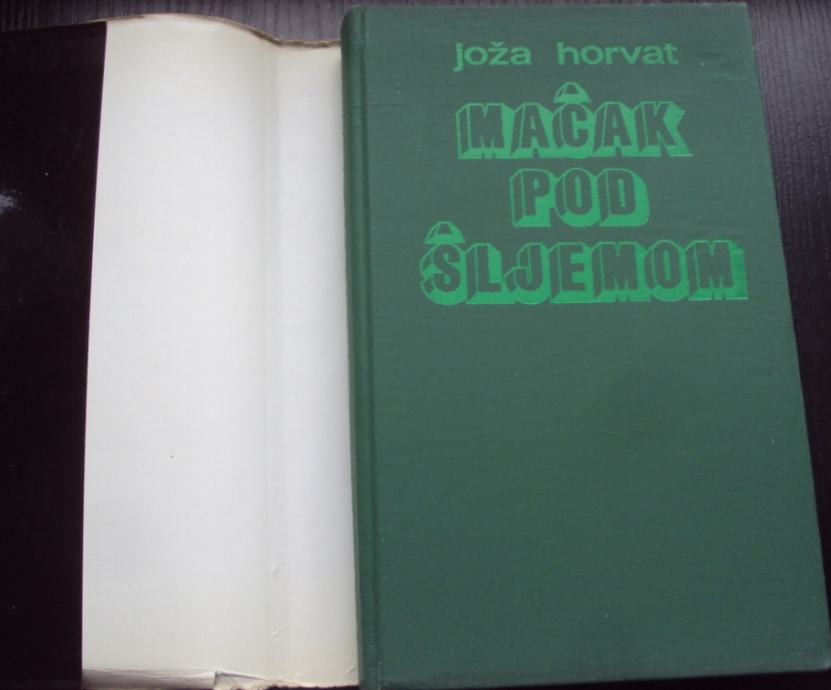 joža horvat
MAČAK
POD
ŠLJEMOM